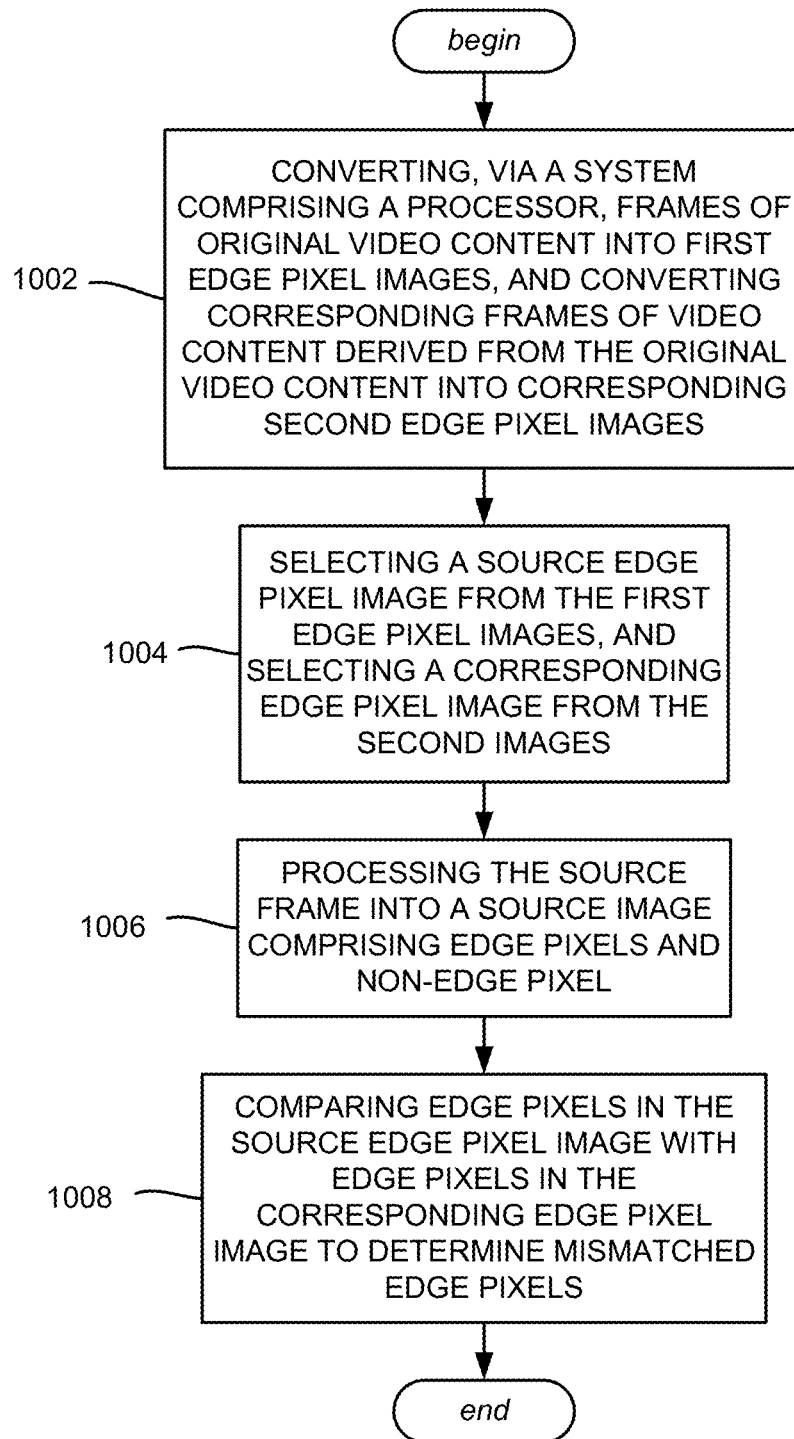 begin
CONVERTING, VIA A SYSTEM
COMPRISING A PROCESSOR, FRAMES OF
ORIGINAL VIDEO CONTENT INTO FIRST
EDGE PIXEL IMAGES, AND CONVERTING
CORRESPONDING FRAMES OF VIDEO
CONTENT DERIVED FROM THE ORIGINAL
VIDEO CONTENT INTO CORRESPONDING
SECOND EDGE PIXEL IMAGES
1002
SELECTING A SOURCE EDGE
PIXEL IMAGE FROM THE FIRST
EDGE PIXEL IMAGES, AND
SELECTING A CORRESPONDING
EDGE PIXEL IMAGE FROM THE
SECOND IMAGES
1004
PROCESSING THE SOURCE
FRAME INTO A SOURCE IMAGE
COMPRISING EDGE PIXELS AND
NON-EDGE PIXEL
1006
COMPARING EDGE PIXELS IN THE
SOURCE EDGE PIXEL IMAGE WITH
EDGE PIXELS IN THE
CORRESPONDING EDGE PIXEL
IMAGE TO DETERMINE MISMATCHED
EDGE PIXELS
1008
end